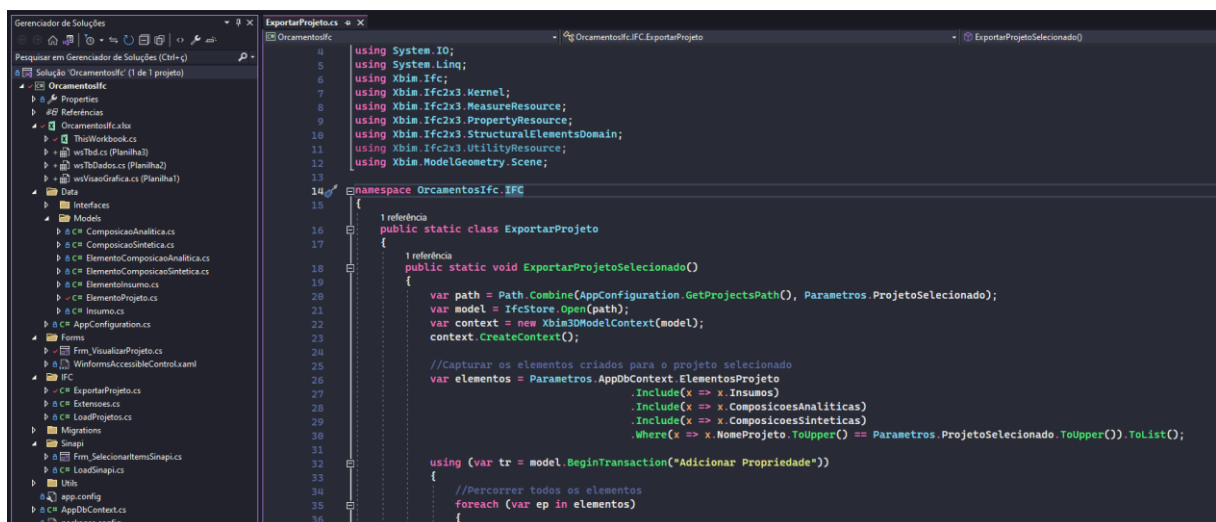 Gerenciador de Soluções
Pesquisar em Gerenciador de Soluções (Ctrl+ç)
Solução 'OrcamentosIfc' (1 de 1 projeto)
OrcamentosIfc
Properties
Referências
OrcamentosIfc.xlsx
ThisWorkbook.cs
wsTbd.cs (Planilha3)
wsTbDados.cs (Planilha2)
wsVisaoGrafica.cs (Planilha1)
Data
Interfaces
Models
C# ComposicaoAnalitica.cs
C# ComposicaoSintetica.cs
C# ElementoComposicaoAnalitica.cs
C# ElementoComposicaoSintetica.cs
C# ElementoInsumo.cs
C# ElementoProjeto.cs
C# Insumo.cs
C# AppConfiguration.cs
Forms
Frm_VisualizarProjeto.cs
WinformsAccessibleControl.xaml
IFC
C# ExportarProjeto.cs
C# Extensoes.cs
C# LoadProjetos.cs
Migrations
Sinapi
Frm_SelecionarItemsSinapi.cs
C# LoadSinapi.cs
Utils
app.config
C# AppDbContext.cs
packages.config
ExportarProjeto.cs
OrcamentosIfc
OrcamentosIfc.IFC.ExportarProjeto
ExportarProjetoSelecionado()
4 using System.IO;
5 using System.Linq;
6 using Xbim.Ifc;
7 using Xbim.Ifc2x3.Kernel;
8 using Xbim.Ifc2x3.MeasureResource;
9 using Xbim.Ifc2x3.PropertyResource;
10 using Xbim.Ifc2x3.StructuralElementsDomain;
11 using Xbim.Ifc2x3.UtilityResource;
12 using Xbim.ModelGeometry.Scene;
13
14 namespace OrcamentosIfc.IFC
15 {
1 referência
16 public static class ExportarProjeto
17 {
1 referência
18 public static void ExportarProjetoSelecionado()
19 {
20 var path = Path.Combine(AppConfiguration.GetProjectsPath(), Parametros.ProjetoSelecionado);
21 var model = IfcStore.Open(path);
22 var context = new Xbim3DModelContext(model);
23 context.CreateContext();
24
25 //Capturar os elementos criados para o projeto selecionado
26 var elementos = Parametros.AppDbContext.ElementosProjeto
27 .Include(x => x.Insumos)
28 .Include(x => x.ComposicoesAnaliticas)
29 .Include(x => x.ComposicoesSinteticas)
30 .Where(x => x.NomeProjeto.ToUpper() == Parametros.ProjetoSelecionado.ToUpper()).ToList();
31
32 using (var tr = model.BeginTransaction("Adicionar Propriedade"))
33 {
34 //Percorrer todos os elementos
35 foreach (var ep in elementos)
36 {